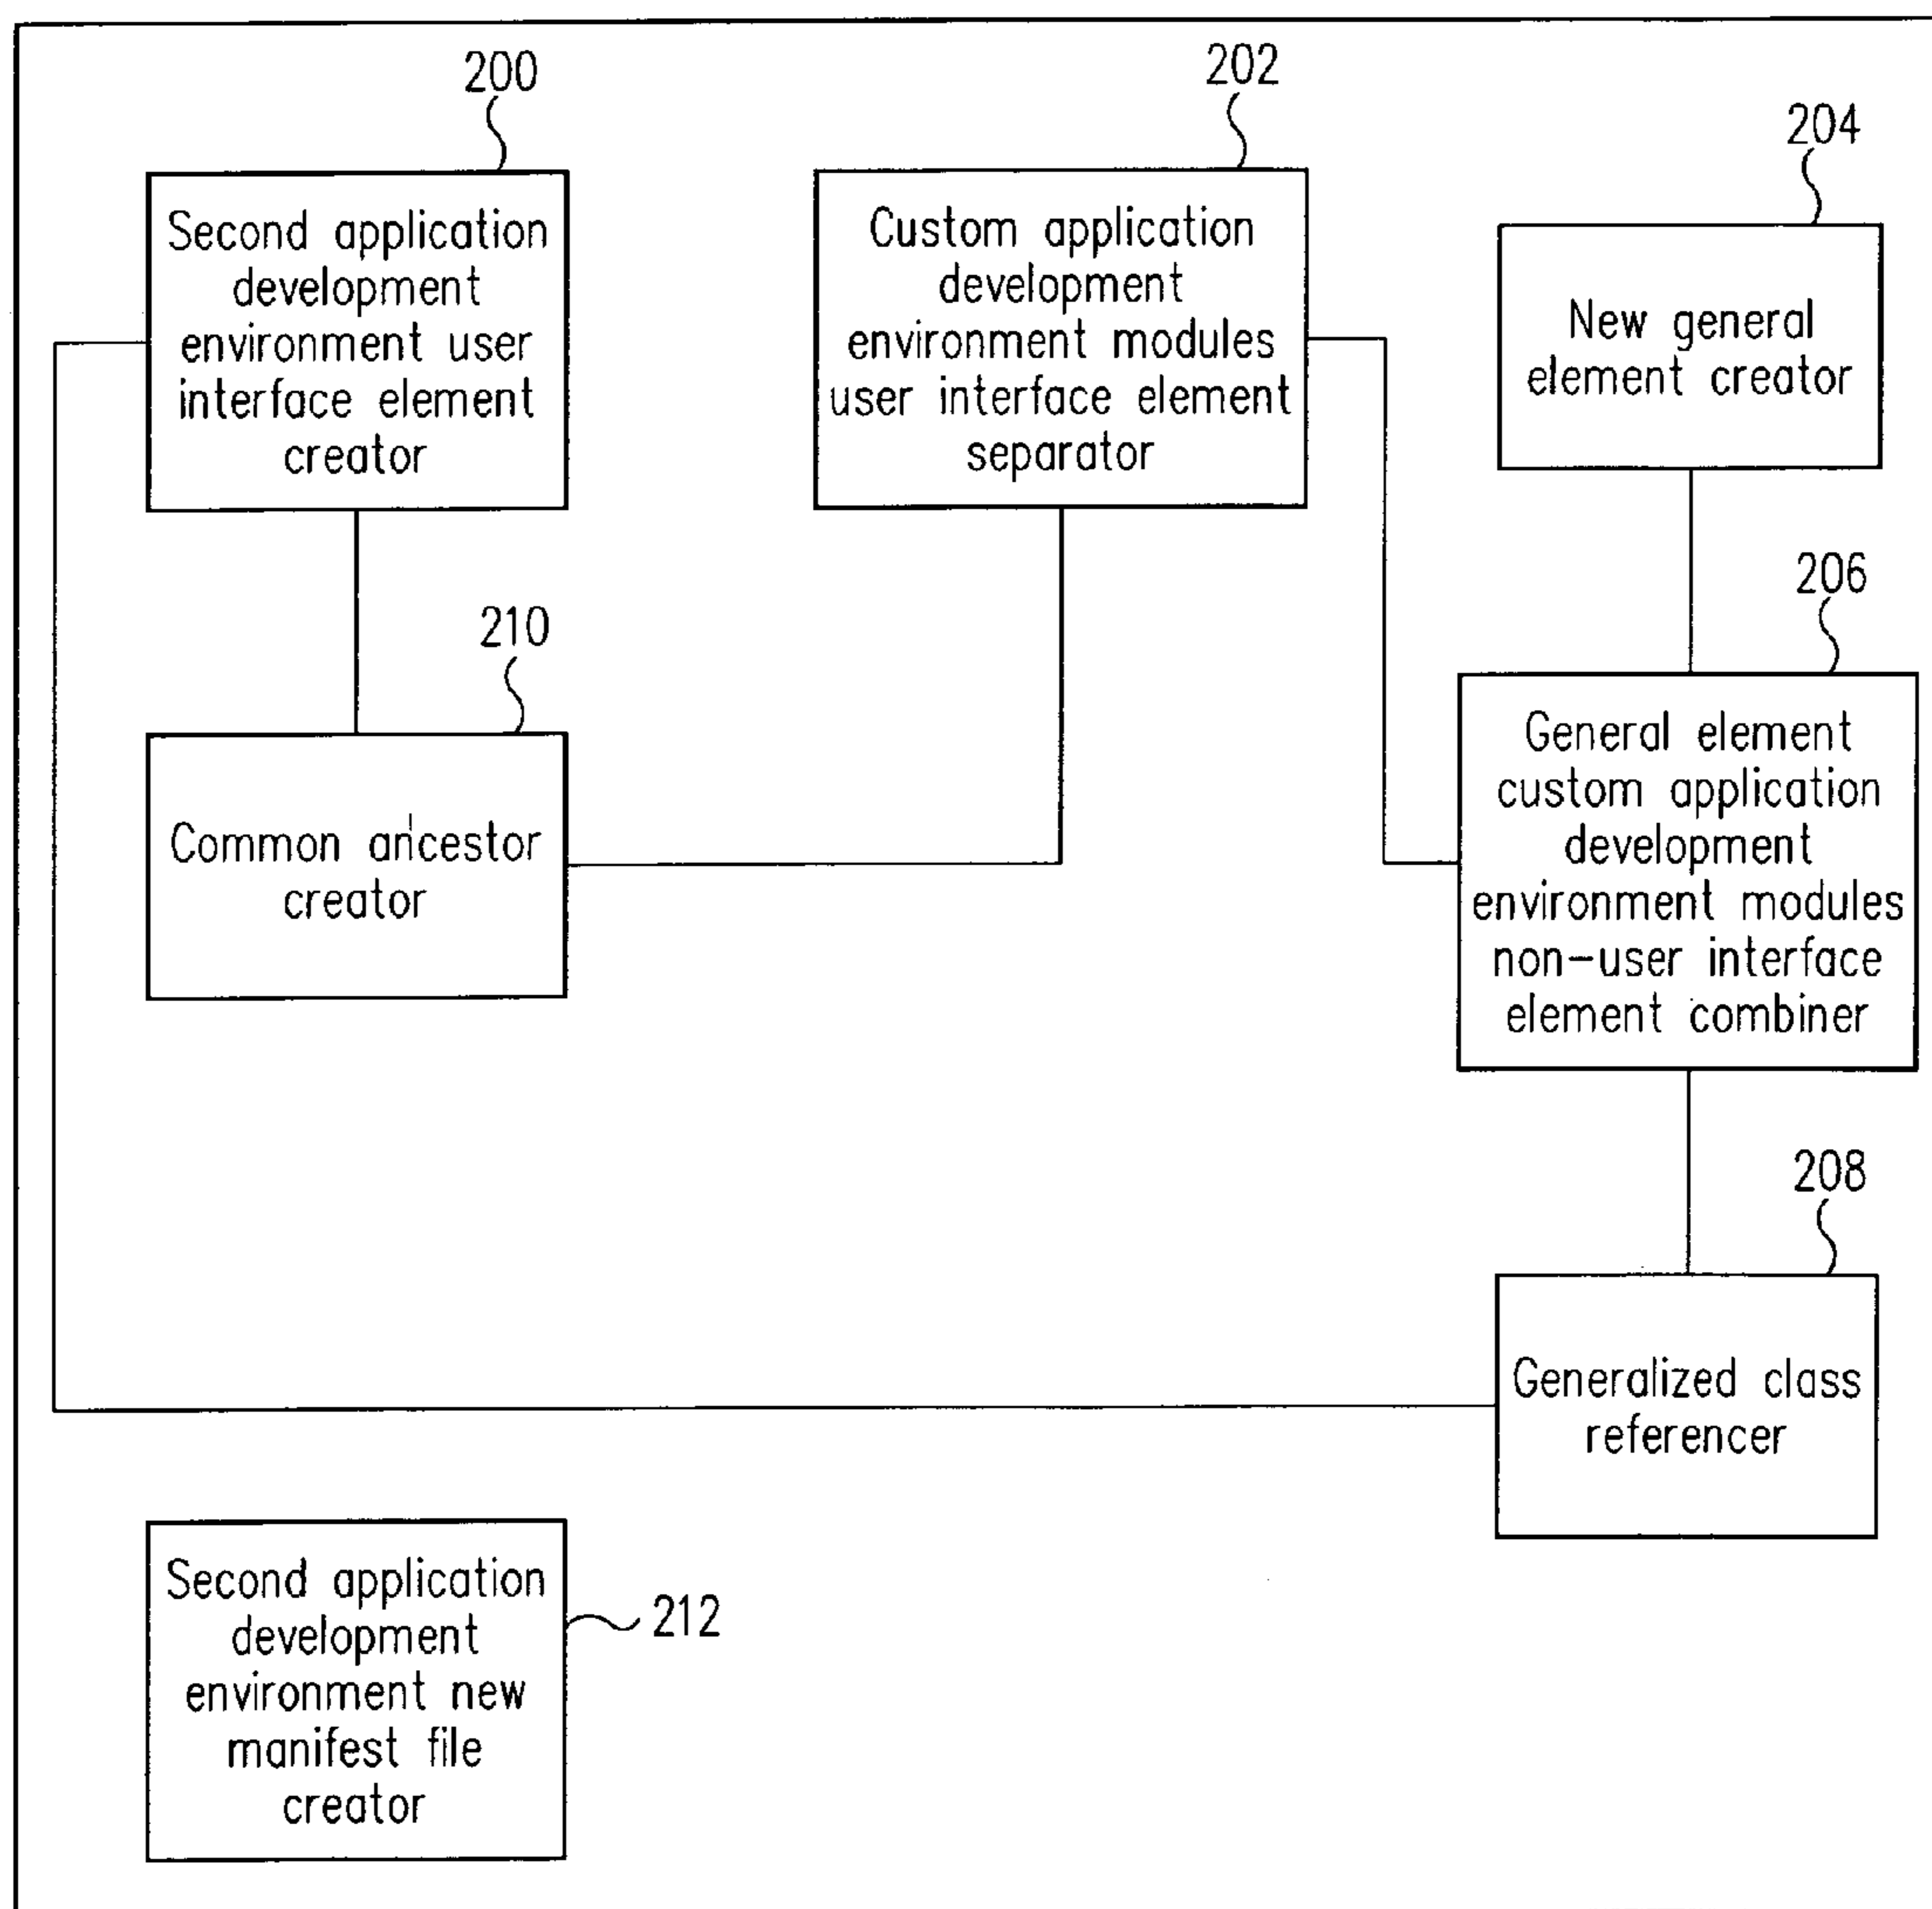 200
Second application
development
environment user
interface element
creator
202
Custom application
development
environment modules
user interface element
separator
204
New general
element creator
206
General element
custom application
development
environment modules
non-user interface
element combiner
210
Common ancestor
creator
208
Generalized class
referencer
212
Second application
development
environment new
manifest file
creator